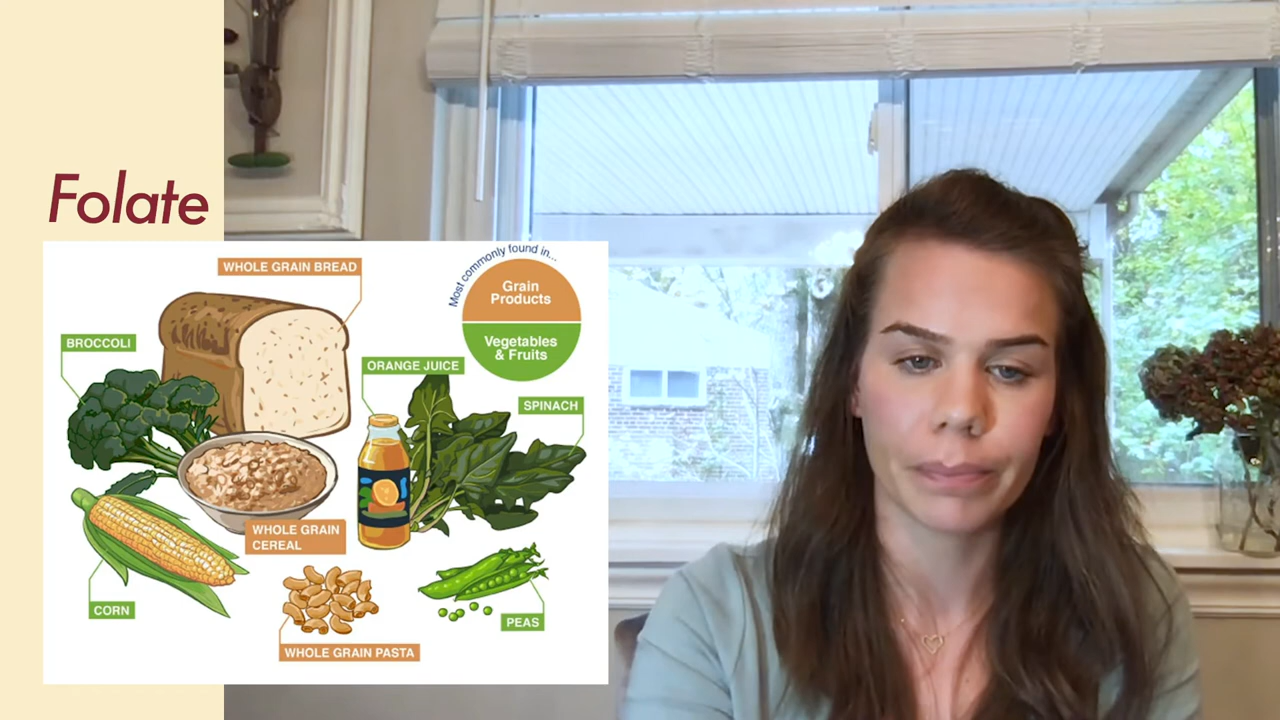 Folate
WHOLE GRAIN BREAD
Most commonly found in...
Grain
Products
Vegetables
& Fruits
BROCCOLI
ORANGE JUICE
SPINACH
WHOLE GRAIN
CEREAL
CORN
PEAS
WHOLE GRAIN PASTA